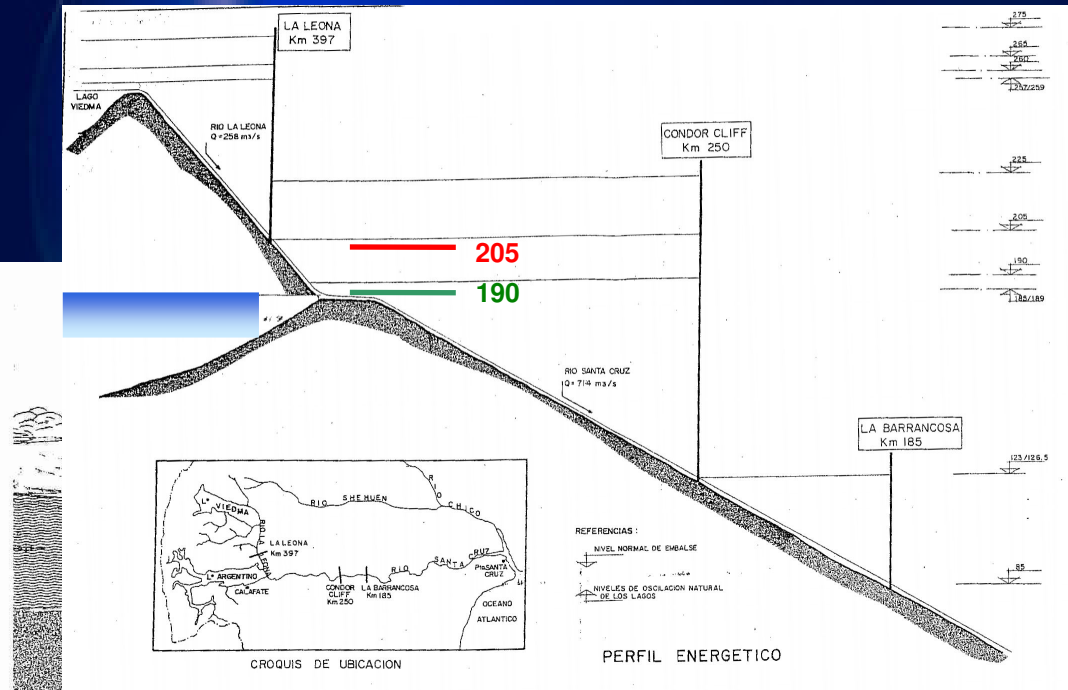 LA LEONA
Km 397
LAGO
VIEDMA
RIO LA LEONA
Q=258 m3/s
CONDOR CLIFF
Km 250
205
190
RIO SANTA CRUZ
Q=714 m3/s
LA BARRANCOSA
Km 185
275
265
260
257/259
225
205
190
185/189
123/126,5
85
Lº VIEDMA
RIO SHEHUEN
RIO CHICO
RIO LA LEONA
LA LEONA
Km 397
Lº ARGENTINO
CALAFATE
CONDOR
CLIFF
Km 250
LA BARRANCOSA
Km 185
RIO SANTA CRUZ
Pto SANTA
CRUZ
OCEANO
ATLANTICO
CROQUIS DE UBICACION
REFERENCIAS :
NIVEL NORMAL DE EMBALSE
NIVELES DE OSCILACION NATURAL
DE LOS LAGOS
PERFIL ENERGETICO